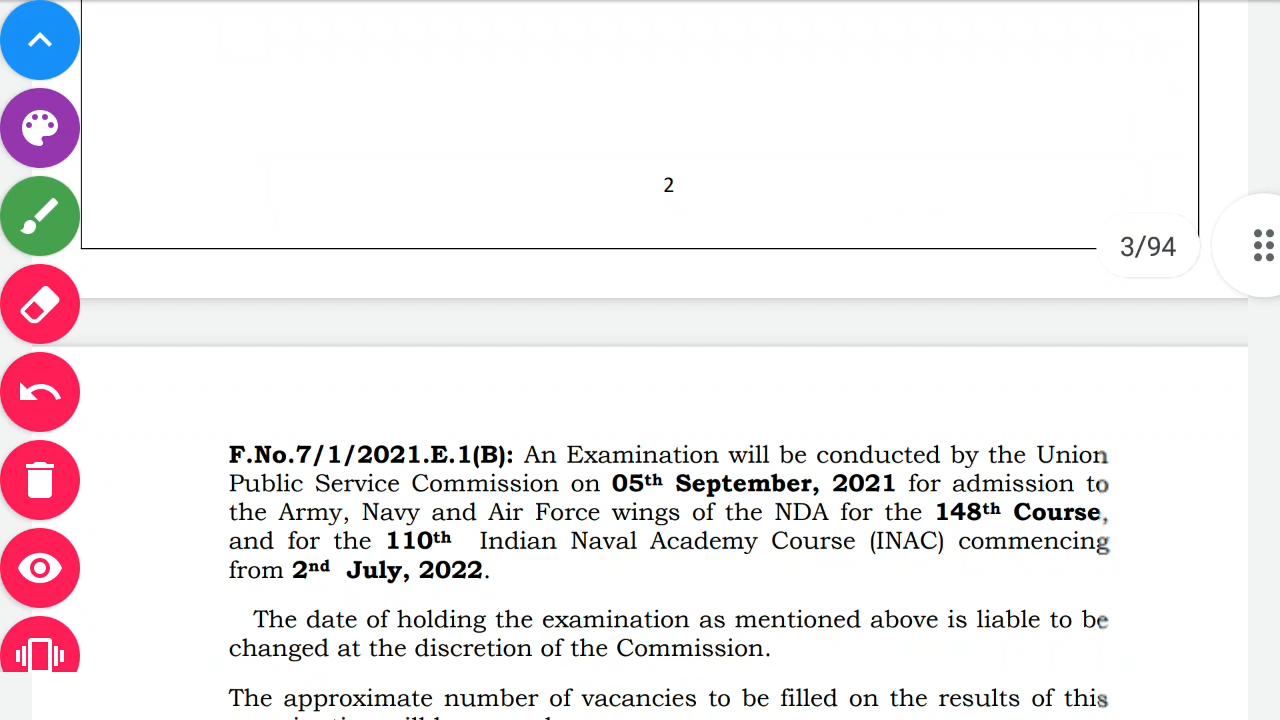 2
3/94
F.No.7/1/2021.E.1(B): An Examination will be conducted by the Union
Public Service Commission on 05th September, 2021 for admission to
the Army, Navy and Air Force wings of the NDA for the 148th Course,
and for the 110th Indian Naval Academy Course (INAC) commencing
from 2nd July, 2022.
The date of holding the examination as mentioned above is liable to be
changed at the discretion of the Commission.
The approximate number of vacancies to be filled on the results of this